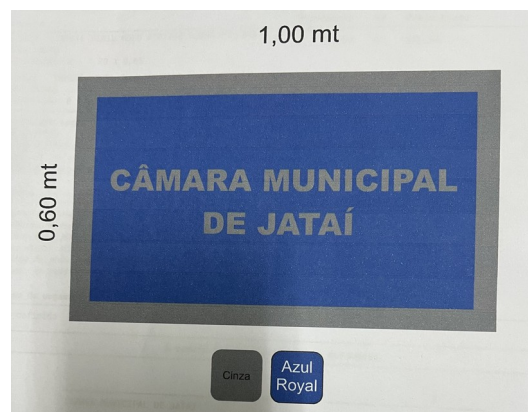 1,00 mt
0,60 mt
CÂMARA MUNICIPAL
DE JATAÍ
Cinza
Azul
Royal